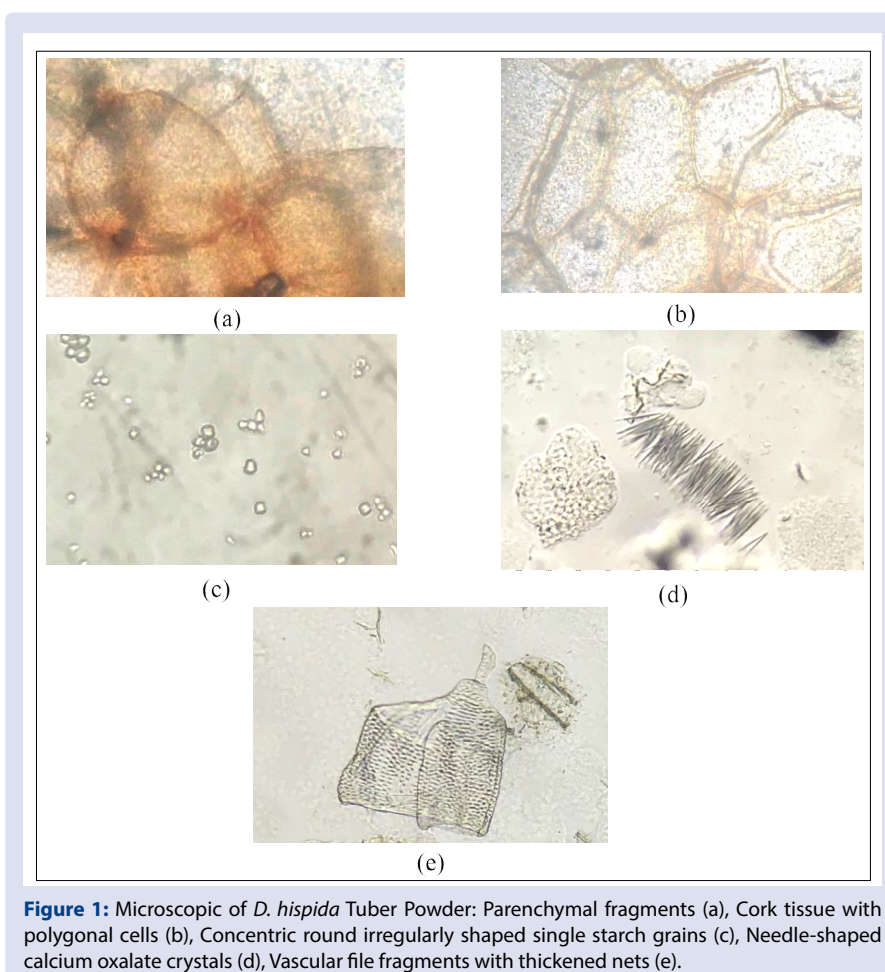 (a)
(b)
(c)
(d)
(e)
Figure 1: Microscopic of D. hispida Tuber Powder: Parenchymal fragments (a), Cork tissue with
polygonal cells (b), Concentric round irregularly shaped single starch grains (c), Needle-shaped
calcium oxalate crystals (d), Vascular file fragments with thickened nets (e).